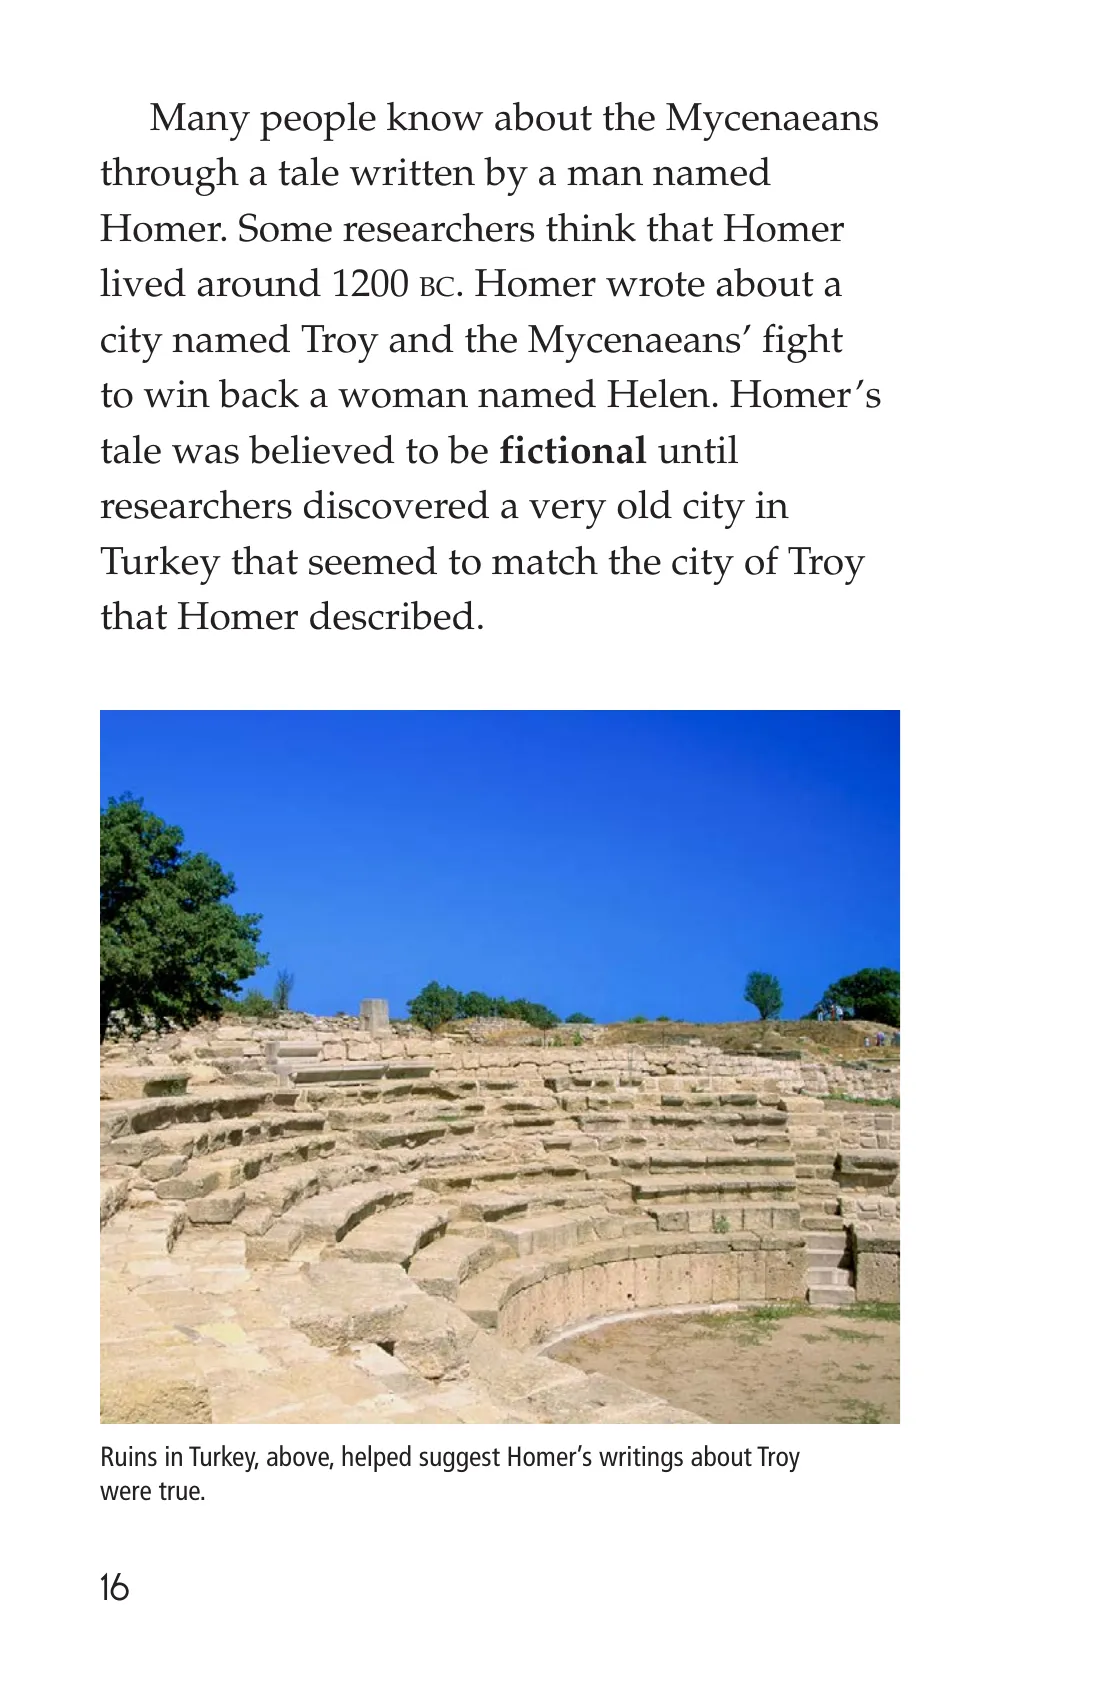 Many people know about the Mycenaeans
through a tale written by a man named
Homer. Some researchers think that Homer
lived around 1200 BC. Homer wrote about a
city named Troy and the Mycenaeans’ fight
to win back a woman named Helen. Homer’s
tale was believed to be fictional until
researchers discovered a very old city in
Turkey that seemed to match the city of Troy
that Homer described.
Ruins in Turkey, above, helped suggest Homer’s writings about Troy
were true.
16